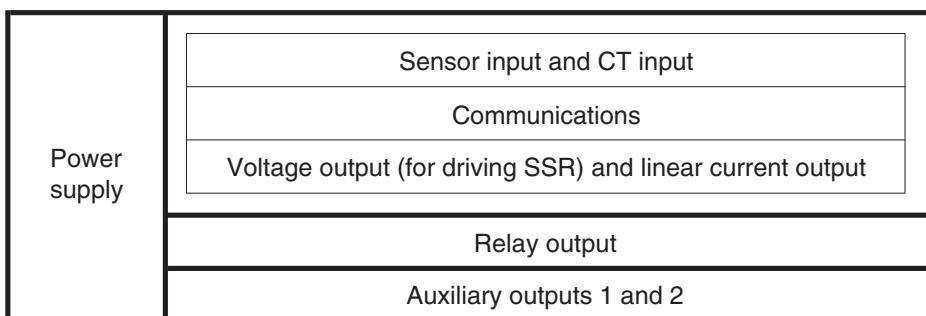 Power
supply
Sensor input and CT input
Communications
Voltage output (for driving SSR) and linear current output
Relay output
Auxiliary outputs 1 and 2